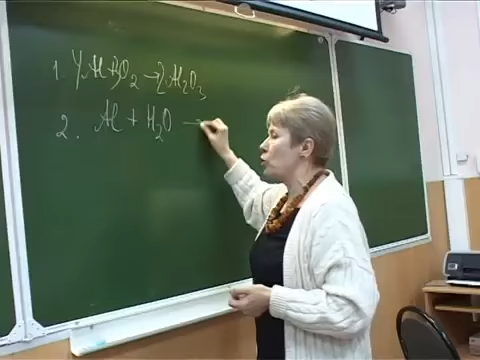 1. 4Al+3O₂→2Al₂O₃
2. Al + H₂O →